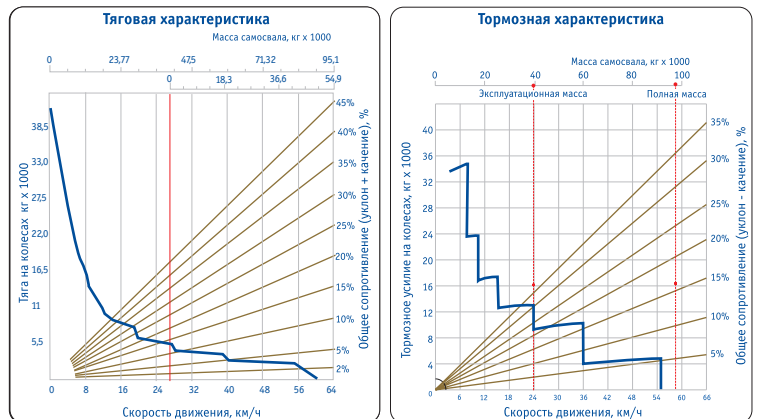 Тяговая характеристика
Масса самосвала, кг х 1000
0 23,77 47,5 71,32 95,1
0 18,3 36,6 54,9
Тяга на колесах кг х 1000
38,5
33,0
27,5
22,0
16,5
11
5,5
45%
40%
35%
30%
25%
20%
15%
10%
5%
2%
Общее сопротивление (уклон + качение), %
0 8 16 24 32 40 48 56 64
Скорость движения, км/ч
Тормозная характеристика
Масса самосвала, кг х 1000
0 20 40 60 80 100
Эксплуатационная масса Полная масса
Тормозное усилие на колесах, кг х 1000
40
36
32
28
24
20
16
12
8
4
0
35%
30%
25%
20%
15%
10%
5%
Общее сопротивление (уклон - качение), %
6 12 18 24 30 36 42 48 54 60 66
Скорость движения, км/ч